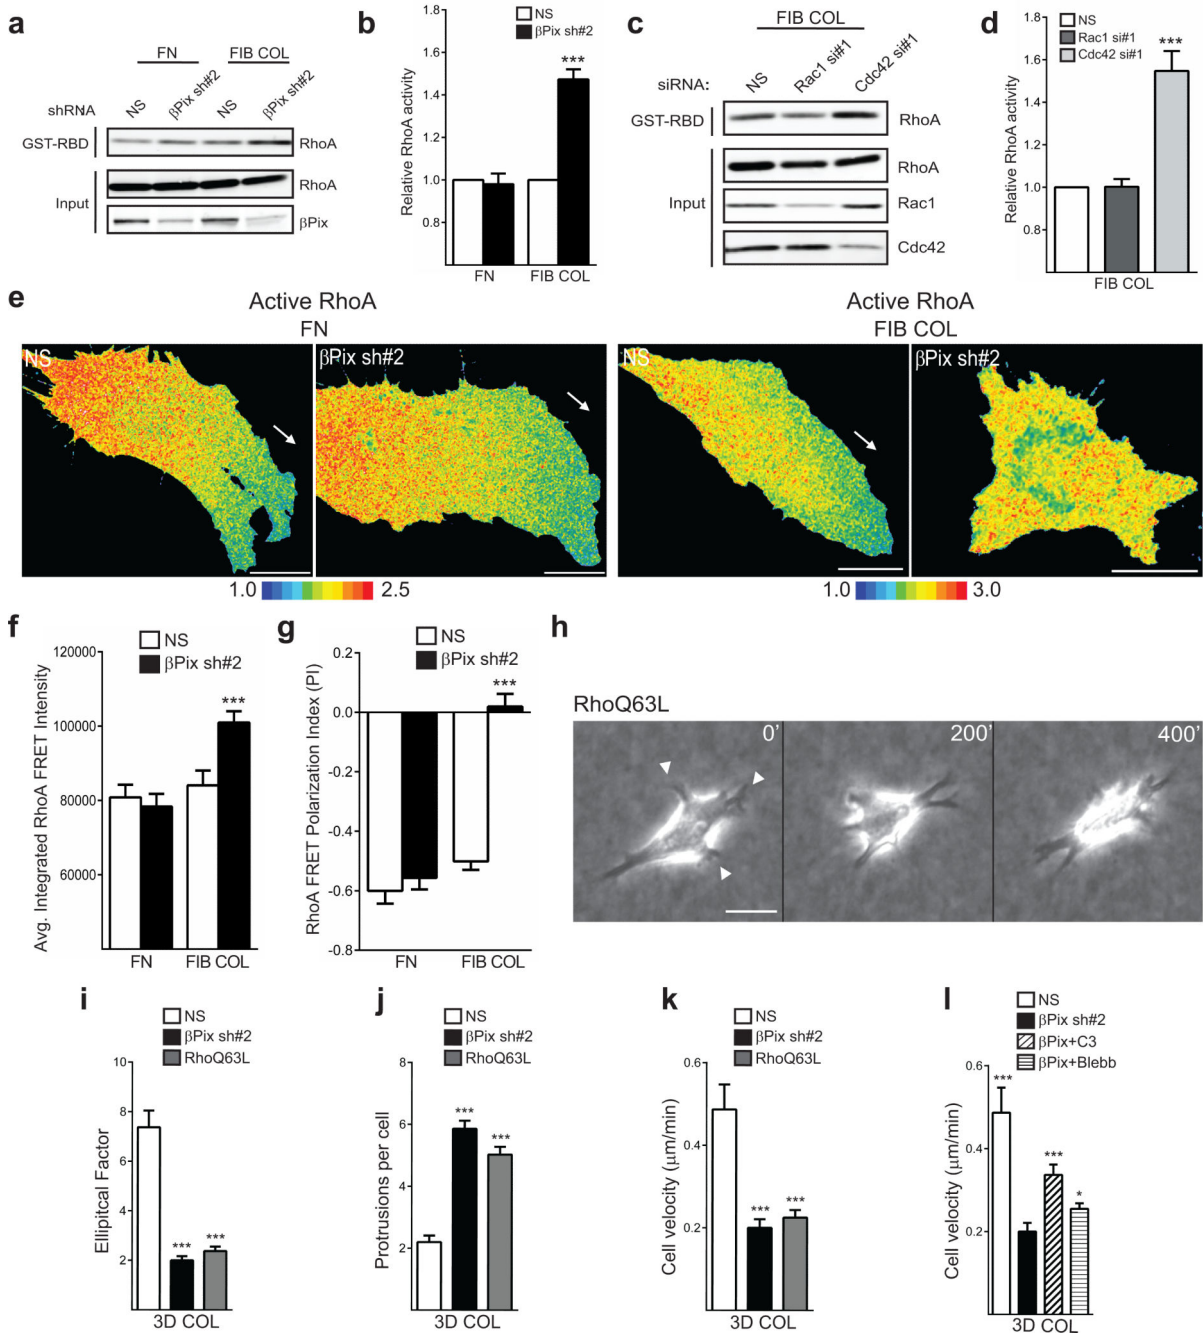 a
FN
FIB COL
shRNA
NS
βPix sh#2
NS
βPix sh#2
GST-RBD
RhoA
Input
RhoA
βPix
b
NS
βPix sh#2
Relative RhoA activity
1.8
1.6
1.4
1.2
1.0
0.8
***
FN
FIB COL
c
FIB COL
siRNA:
NS
Rac1 si#1
Cdc42 si#1
GST-RBD
RhoA
Input
RhoA
Rac1
Cdc42
d
NS
Rac1 si#1
Cdc42 si#1
Relative RhoA activity
1.8
1.6
1.4
1.2
1.0
0.8
***
FIB COL
e
Active RhoA
FN
NS
βPix sh#2
1.0
2.5
Active RhoA
FIB COL
NS
βPix sh#2
1.0
3.0
f
NS
βPix sh#2
Avg. Integrated RhoA FRET Intensity
120000
100000
80000
60000
***
FN
FIB COL
g
NS
βPix sh#2
RhoA FRET Polarization Index (PI)
0.2
0.0
-0.2
-0.4
-0.6
-0.8
***
FN
FIB COL
h
RhoQ63L
0’
200’
400’
i
NS
βPix sh#2
RhoQ63L
Ellipitcal Factor
10
8
6
4
2
***
***
3D COL
j
NS
βPix sh#2
RhoQ63L
Protrusions per cell
8
6
4
2
***
***
3D COL
k
NS
βPix sh#2
RhoQ63L
Cell velocity (μm/min)
0.6
0.4
0.2
***
***
3D COL
l
NS
βPix sh#2
βPix+C3
βPix+Blebb
Cell velocity (μm/min)
0.6
0.4
0.2
***
***
*
3D COL